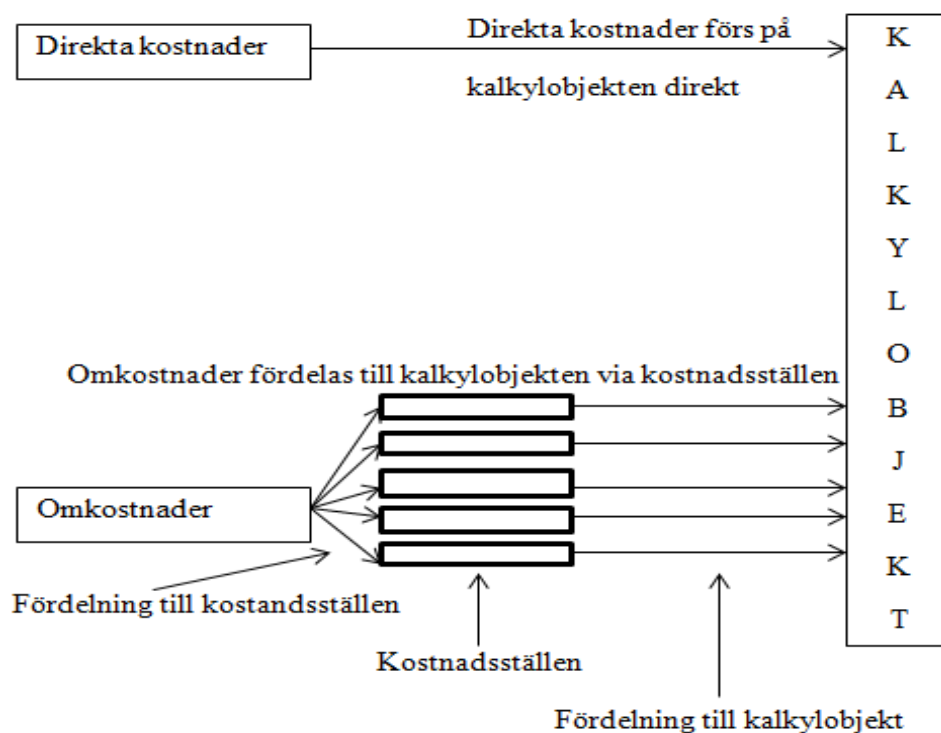 Direkta kostnader
Direkta kostnader förs på
kalkylobjekten direkt
KALKYLOBJEKT
Omkostnader fördelas till kalkylobjekten via kostnadsställen
Omkostnader
Fördelning till kostandsställen
Kostnadsställen
Fördelning till kalkylobjekt